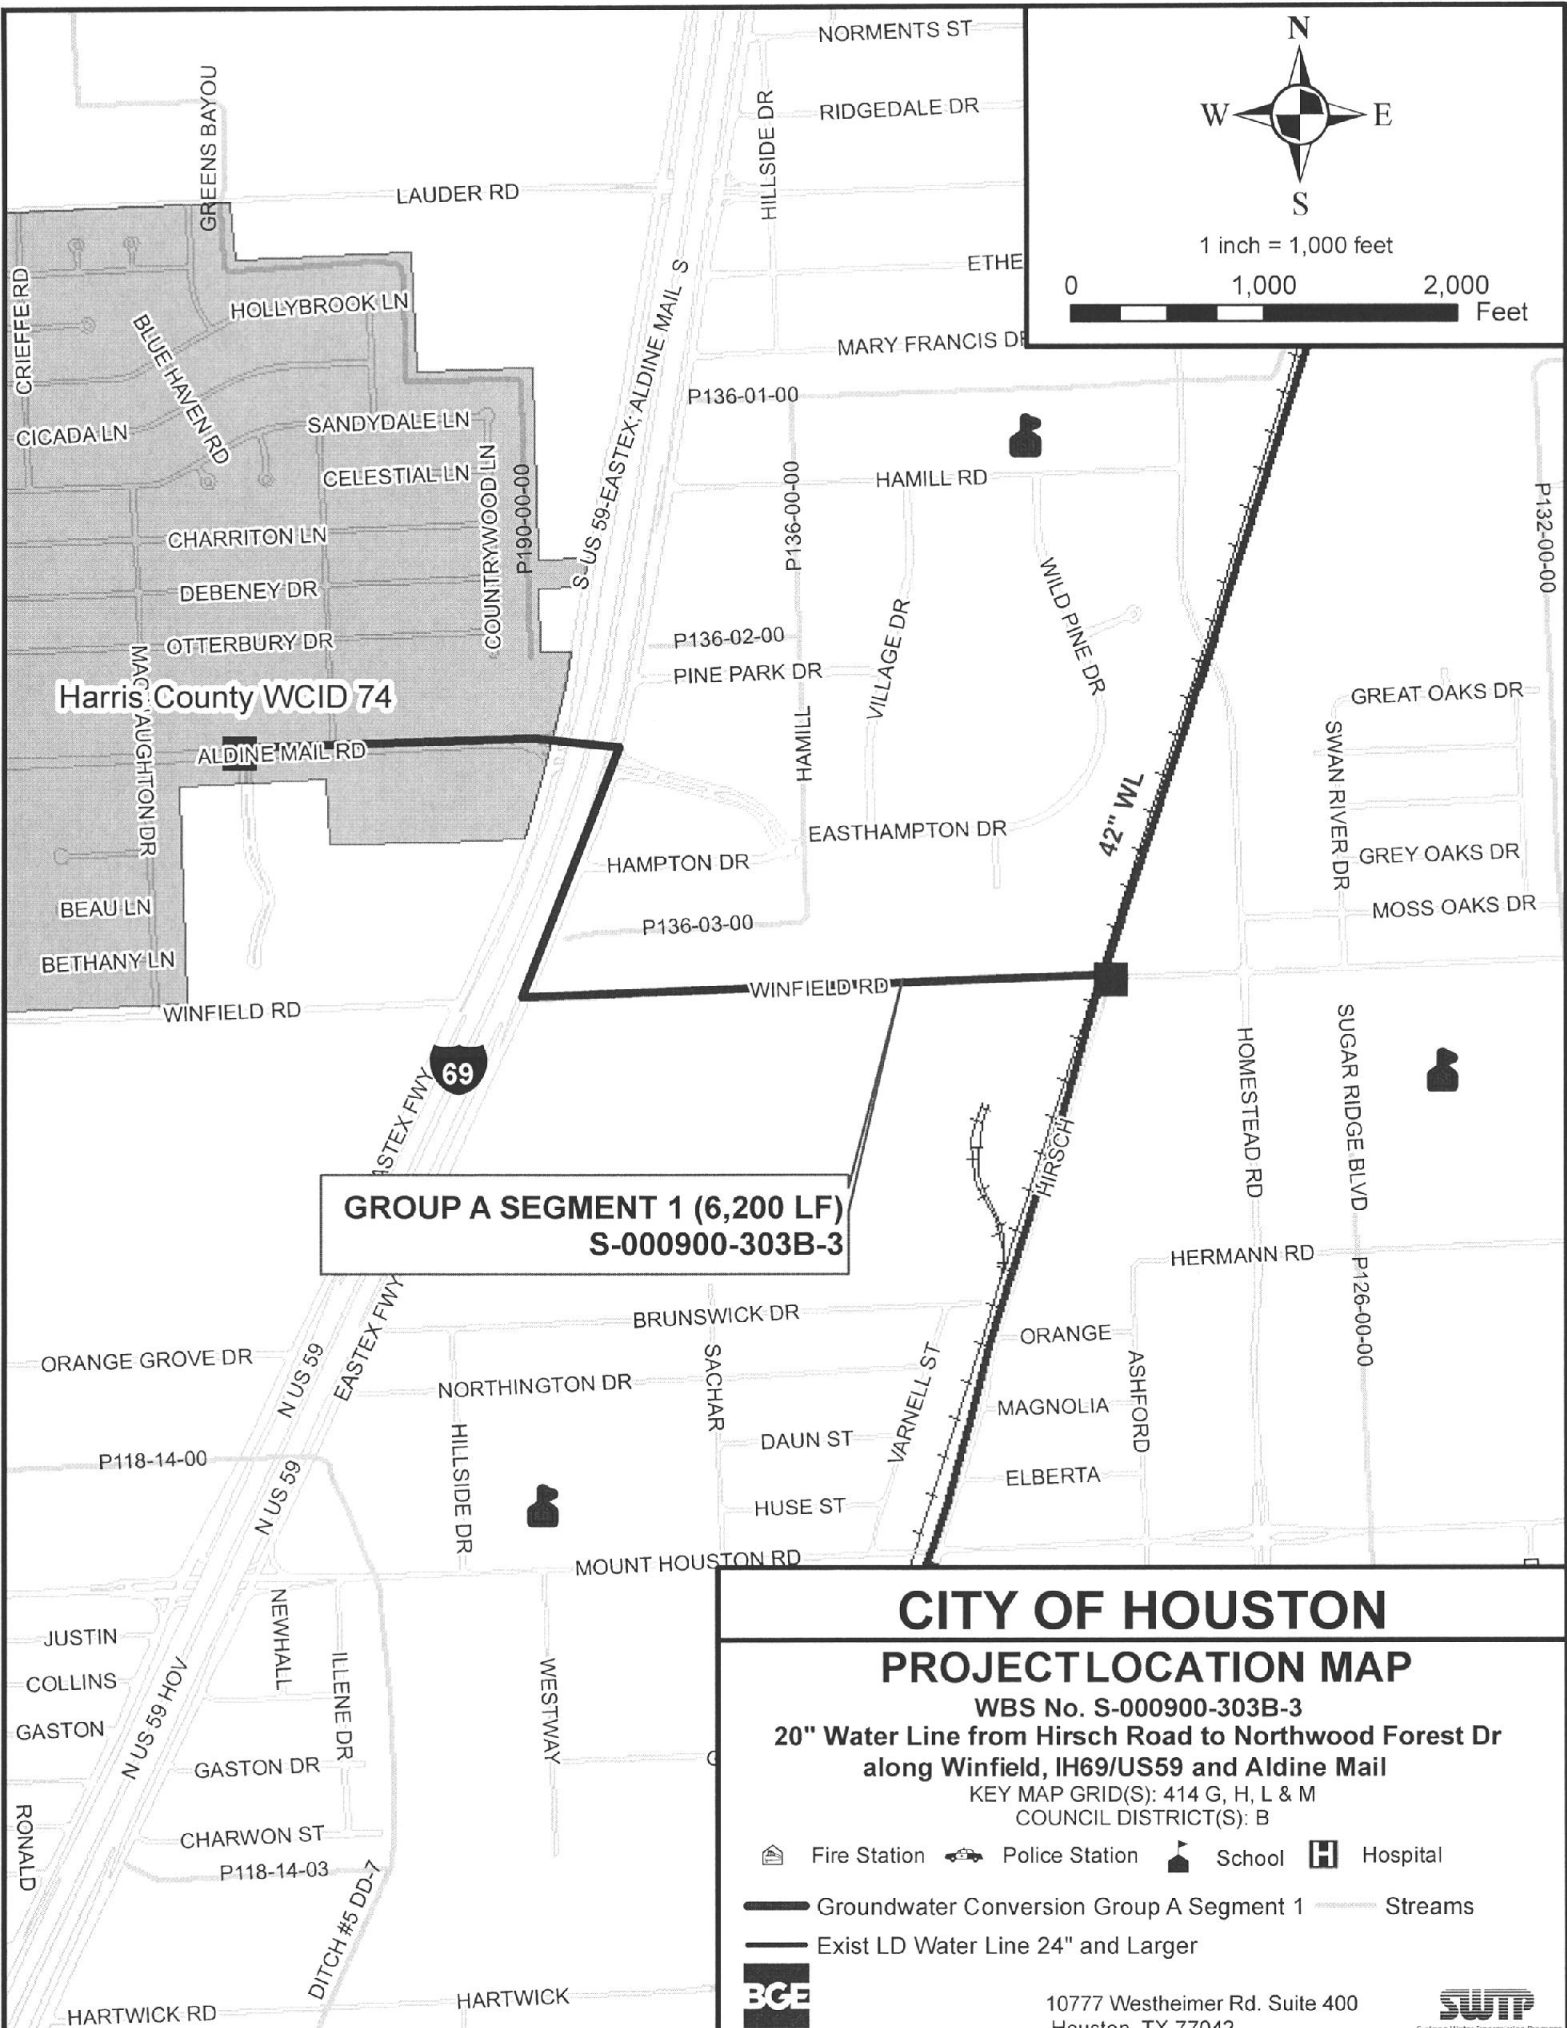 NORMENTS ST
N
GREENS BAYOU
HILLSIDE DR
RIDGEDALE DR
W
E
LAUDER RD
S
1 inch = 1,000 feet
0
1,000
2,000
Feet
ETHE
CRIEFFE RD
HOLLYBROOK LN
BLUE HAVEN RD
S-US 59-EASTEX; ALDINE MAIL S
MARY FRANCIS
P136-01-00
CICADA LN
SANDYDALE LN
CELESTIAL LN
COUNTRYWOOD LN
P190-00-00
HAMILL RD
P136-00-00
P132-00-00
CHARRITON LN
DEBENEY DR
OTTERBURY DR
WILD PINE DR
VILLAGE DR
P136-02-00
PINE PARK DR
Harris County WCID 74
GREAT OAKS DR
ALDINE MAIL RD
HAMILL
SWAN RIVER DR
42" WL
EASTHAMPTON DR
HAMPTON DR
GREY OAKS DR
BEAU LN
MOSS OAKS DR
P136-03-00
BETHANY LN
WINFIELD RD
WINFIELD RD
69
ASTEX FWY
HOMESTEAD RD
SUGAR RIDGE BLVD
HIRSCH
GROUP A SEGMENT 1 (6,200 LF)
S-000900-303B-3
HERMANN RD
P126-00-00
BRUNSWICK DR
ORANGE
ORANGE GROVE DR
N US 59
EASTEX FWY
NORTHINGTON DR
SACHAR
VARNELL ST
MAGNOLIA
ASHFORD
DAUN ST
P118-14-00
HILLSIDE DR
ELBERTA
N US 59
HUSE ST
MOUNT HOUSTON RD
NEWHALL
JUSTIN
ILLENE DR
WESTWAY
COLLINS
GASTON
N US 59 HOV
GASTON DR
RONALD
CHARWON ST
P118-14-03
DITCH #5 DD-7
HARTWICK RD
HARTWICK
CITY OF HOUSTON
PROJECT LOCATION MAP
WBS No. S-000900-303B-3
20" Water Line from Hirsch Road to Northwood Forest Dr
along Winfield, IH69/US59 and Aldine Mail
KEY MAP GRID(S): 414 G, H, L & M
COUNCIL DISTRICT(S): B
Fire Station
Police Station
School
H Hospital
Groundwater Conversion Group A Segment 1
Streams
Exist LD Water Line 24" and Larger
BGE
10777 Westheimer Rd. Suite 400
Houston, TX 77042
SWTP